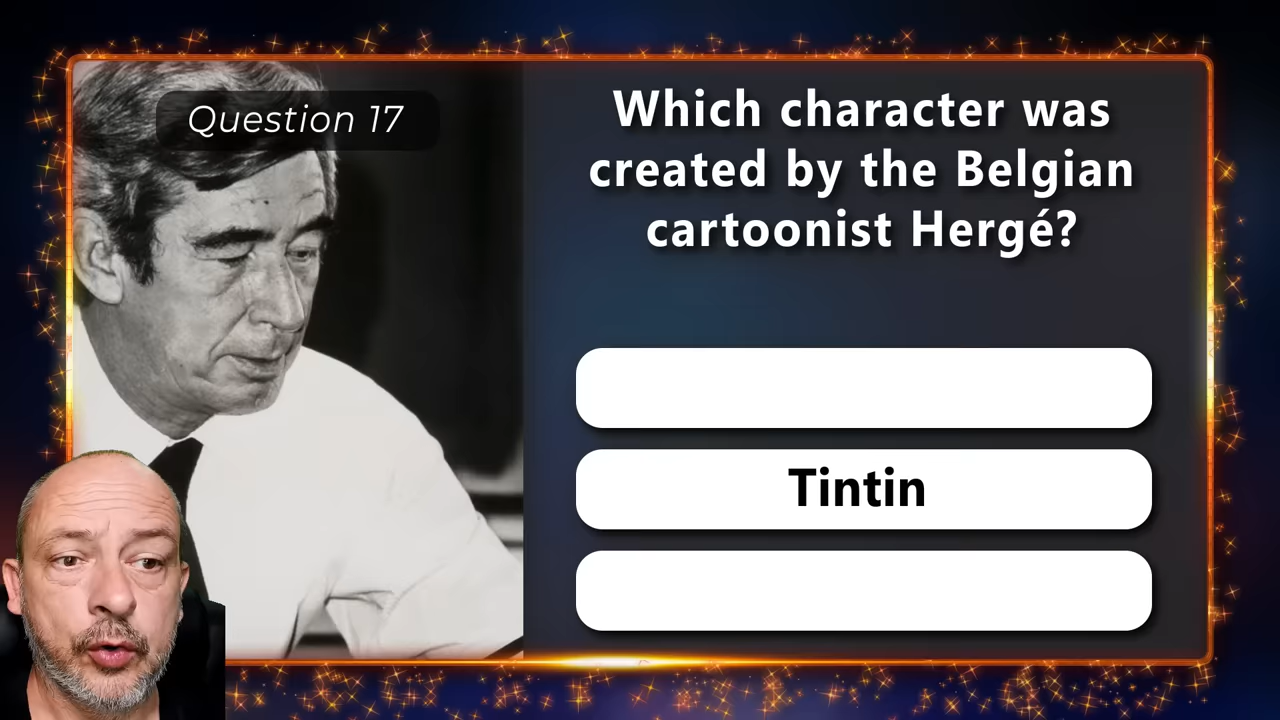 Question 17
Which character was
created by the Belgian
cartoonist Hergé?
Tintin